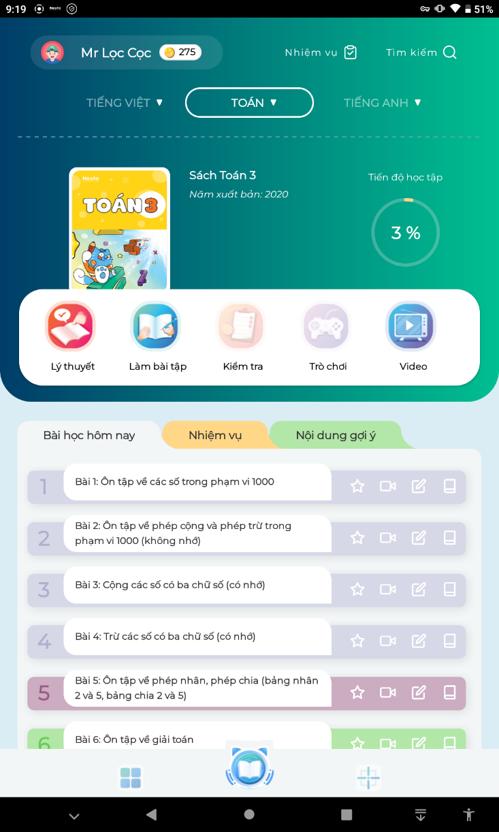 9:19
51%
Mr Lọc Cọc
275
Nhiệm vụ
Tìm kiếm
TIẾNG VIỆT
TOÁN
TIẾNG ANH
Sách Toán 3
Năm xuất bản: 2020
Tiến độ học tập
3 %
TOÁN3
Lý thuyết
Làm bài tập
Kiểm tra
Trò chơi
Video
Bài học hôm nay
Nhiệm vụ
Nội dung gợi ý
1
Bài 1: Ôn tập về các số trong phạm vi 1000
2
Bài 2: Ôn tập về phép cộng và phép trừ trong
phạm vi 1000 (không nhớ)
3
Bài 3: Cộng các số có ba chữ số (có nhớ)
4
Bài 4: Trừ các số có ba chữ số (có nhớ)
5
Bài 5: Ôn tập về phép nhân, phép chia (bảng nhân
2 và 5, bảng chia 2 và 5)
6
Bài 6: Ôn tập về giải toán